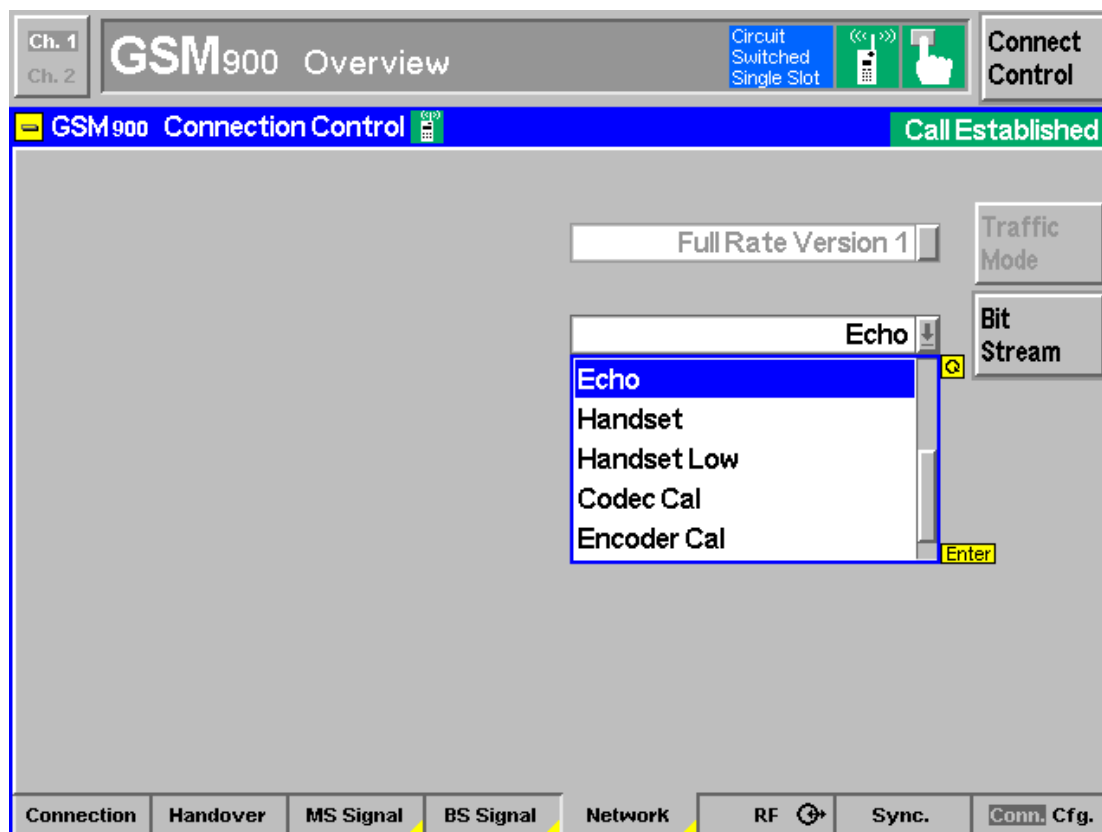 Ch. 1
Ch. 2
GSM900 Overview
Circuit
Switched
Single Slot
Connect
Control
GSM 900 Connection Control
Call Established
Full Rate Version 1
Traffic
Mode
Echo
Bit
Stream
Echo
Handset
Handset Low
Codec Cal
Encoder Cal
Enter
Connection
Handover
MS Signal
BS Signal
Network
RF
Sync.
Conn. Cfg.